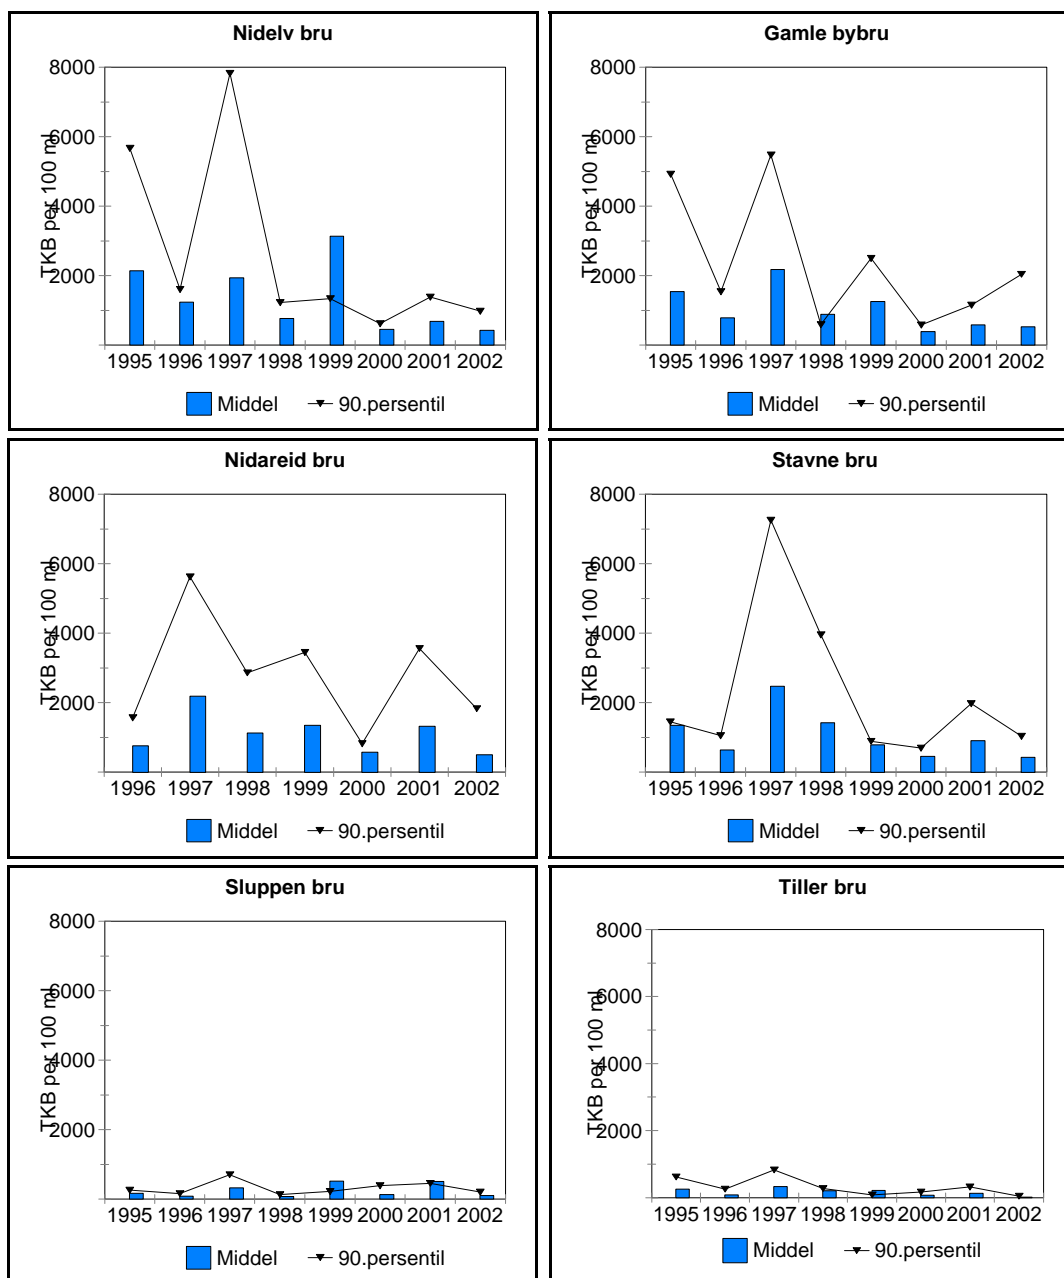 Nidelv bru
8000
6000
4000
2000
TKB per 100 ml
1995 1996 1997 1998 1999 2000 2001 2002
Middel 90.persentil
Gamle bybru
8000
6000
4000
2000
TKB per 100 ml
1995 1996 1997 1998 1999 2000 2001 2002
Middel 90.persentil
Nidareid bru
8000
6000
4000
2000
TKB per 100 ml
1996 1997 1998 1999 2000 2001 2002
Middel 90.persentil
Stavne bru
8000
6000
4000
2000
TKB per 100 ml
1995 1996 1997 1998 1999 2000 2001 2002
Middel 90.persentil
Sluppen bru
8000
6000
4000
2000
TKB per 100 ml
1995 1996 1997 1998 1999 2000 2001 2002
Middel 90.persentil
Tiller bru
8000
6000
4000
2000
TKB per 100 ml
1995 1996 1997 1998 1999 2000 2001 2002
Middel 90.persentil